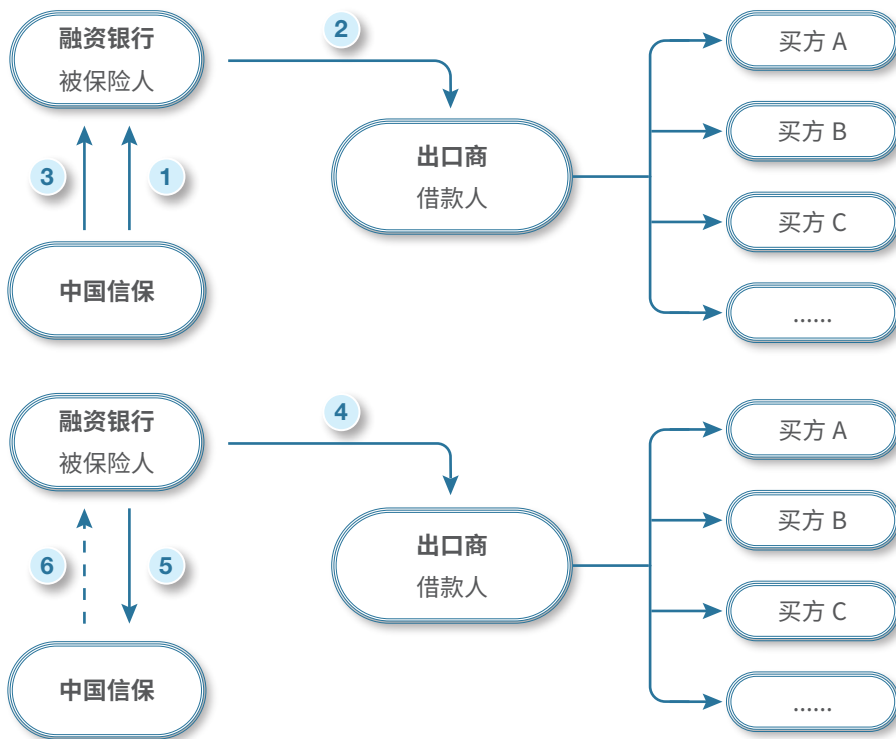 融资银行
被保险人
2
买方 A
买方 B
出口商
借款人
3
1
买方 C
中国信保
......
融资银行
被保险人
4
买方 A
买方 B
出口商
借款人
6
5
买方 C
中国信保
......